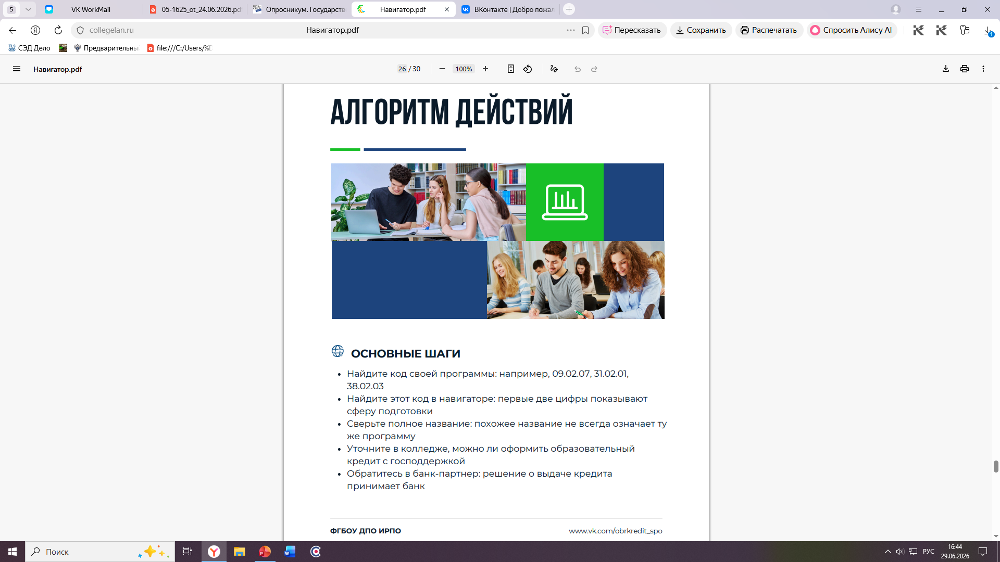 5
VK WorkMail
05-1625_ot_24.06.2026.pdf
Опросникум. Государств
Навигатор.pdf
ВКонтакте | Добро пожал
collegelan.ru
Навигатор.pdf
Пересказать
Сохранить
Распечатать
Спросить Алису AI
1
TLS
СЭД Дело
Предварительны
file:///C:/Users/%D
Навигатор.pdf
26 / 30
100%
АЛГОРИТМ ДЕЙСТВИЙ
ОСНОВНЫЕ ШАГИ
• Найдите код своей программы: например, 09.02.07, 31.02.01,
38.02.03
• Найдите этот код в навигаторе: первые две цифры показывают
сферу подготовки
• Сверьте полное название: похожее название не всегда означает ту
же программу
• Уточните в колледже, можно ли оформить образовательный
кредит с господдержкой
• Обратитесь в банк-партнер: решение о выдаче кредита
принимает банк
ФГБОУ ДПО ИРПО
www.vk.com/obrkredit_spo
Поиск
РУС
16:44
29.06.2026